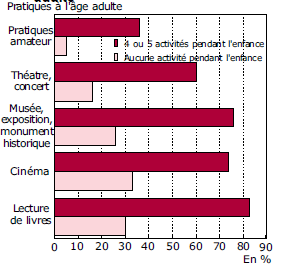 Pratiques à l'âge adulte
Pratiques
amateur
4 ou 5 activités pendant l'enfance
Aucune activité pendant l'enfance
Théatre,
concert
Musée,
exposition,
monument
historique
Cinéma
Lecture
de livres
0 10 20 30 40 50 60 70 80 90
En %